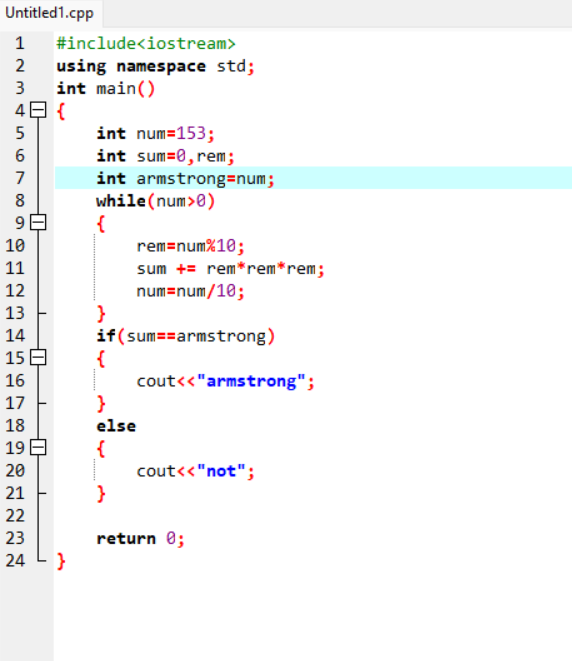 Untitled1.cpp
1 #include<iostream>
2 using namespace std;
3 int main()
4 {
5 int num=153;
6 int sum=0,rem;
7 int armstrong=num;
8 while(num>0)
9 {
10 rem=num%10;
11 sum += rem*rem*rem;
12 num=num/10;
13 }
14 if(sum==armstrong)
15 {
16 cout<<"armstrong";
17 }
18 else
19 {
20 cout<<"not";
21 }
22
23 return 0;
24 }